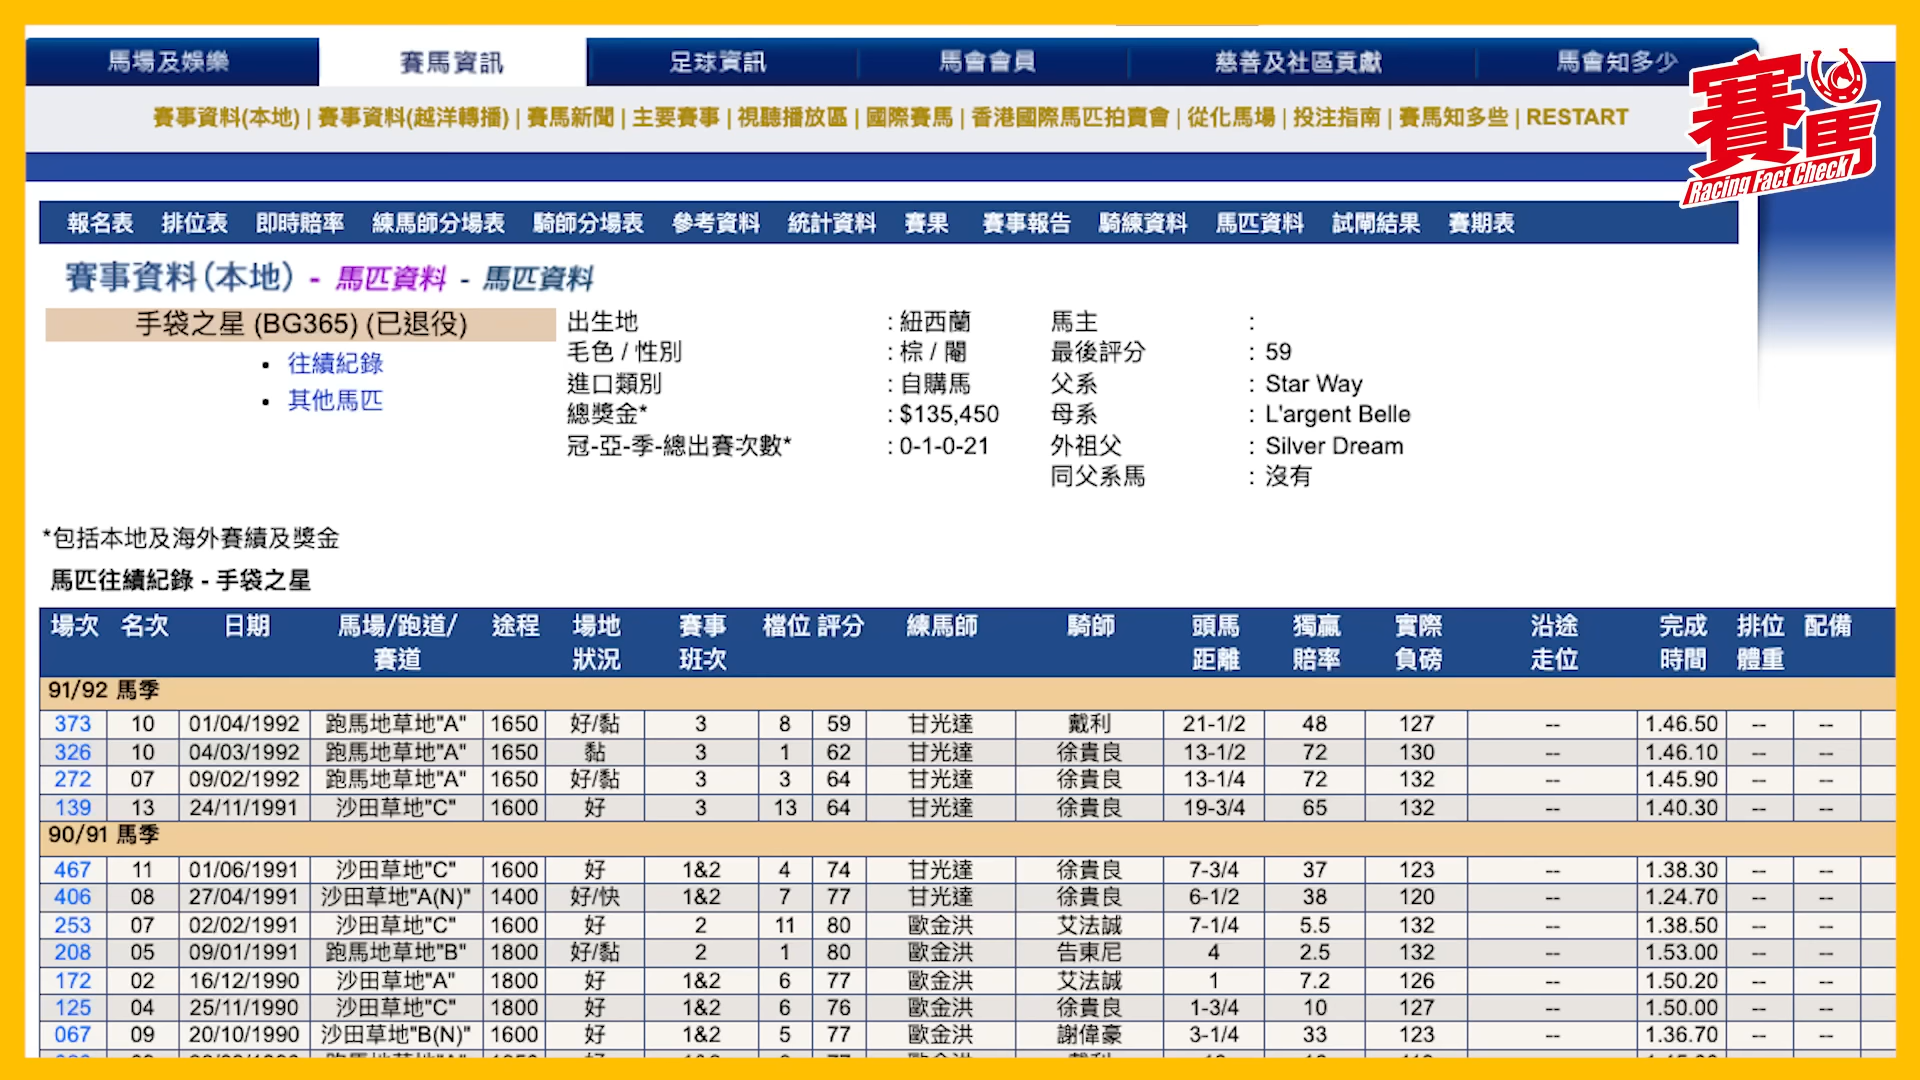 馬場及娛樂 賽馬資訊 足球資訊 馬會會員 慈善及社區貢獻 馬會知多少
賽馬
Racing Fact Check
賽事資料(本地) | 賽事資料(越洋轉播) | 賽馬新聞 | 主要賽事 | 視聽播放區 | 國際賽馬 | 香港國際馬匹拍賣會 | 從化馬場 | 投注指南 | 賽馬知多些 | RESTART
報名表 排位表 即時賠率 練馬師分場表 騎師分場表 參考資料 統計資料 賽果 賽事報告 騎練資料 馬匹資料 試閘結果 賽期表
賽事資料(本地) - 馬匹資料 - 馬匹資料
手袋之星 (BG365) (已退役)
• 往績紀錄
• 其他馬匹
出生地 : 紐西蘭 馬主 :
毛色 / 性別 : 棕 / 閹 最後評分 : 59
進口類別 : 自購馬 父系 : Star Way
總獎金* : $135,450 母系 : L'argent Belle
冠-亞-季-總出賽次數* : 0-1-0-21 外祖父 : Silver Dream
同父系馬 : 沒有
*包括本地及海外賽績及獎金
馬匹往績紀錄 - 手袋之星
場次 名次 日期 馬場/跑道/ 途程 場地 賽事 檔位 評分 練馬師 騎師 頭馬 獨贏 實際 沿途 完成 排位 配備
賽道 狀況 班次 距離 賠率 負磅 走位 時間 體重
91/92 馬季
373 10 01/04/1992 跑馬地草地"A" 1650 好/黏 3 8 59 甘光達 戴利 21-1/2 48 127 -- 1.46.50 -- --
326 10 04/03/1992 跑馬地草地"A" 1650 黏 3 1 62 甘光達 徐貴良 13-1/2 72 130 -- 1.46.10 -- --
272 07 09/02/1992 跑馬地草地"A" 1650 好/黏 3 3 64 甘光達 徐貴良 13-1/4 72 132 -- 1.45.90 -- --
139 13 24/11/1991 沙田草地"C" 1600 好 3 13 64 甘光達 徐貴良 19-3/4 65 132 -- 1.40.30 -- --
90/91 馬季
467 11 01/06/1991 沙田草地"C" 1600 好 1&2 4 74 甘光達 徐貴良 7-3/4 37 123 -- 1.38.30 -- --
406 08 27/04/1991 沙田草地"A(N)" 1400 好/快 1&2 7 77 甘光達 徐貴良 6-1/2 38 120 -- 1.24.70 -- --
253 07 02/02/1991 沙田草地"C" 1600 好 2 11 80 歐金洪 艾法誠 7-1/4 5.5 132 -- 1.38.50 -- --
208 05 09/01/1991 跑馬地草地"B" 1800 好/黏 2 1 80 歐金洪 告東尼 4 2.5 132 -- 1.53.00 -- --
172 02 16/12/1990 沙田草地"A" 1800 好 1&2 6 77 歐金洪 艾法誠 1 7.2 126 -- 1.50.20 -- --
125 04 25/11/1990 沙田草地"C" 1800 好 1&2 6 76 歐金洪 徐貴良 1-3/4 10 127 -- 1.50.00 -- --
067 09 20/10/1990 沙田草地"B(N)" 1600 好 1&2 5 77 歐金洪 謝偉豪 3-1/4 33 123 -- 1.36.70 -- --